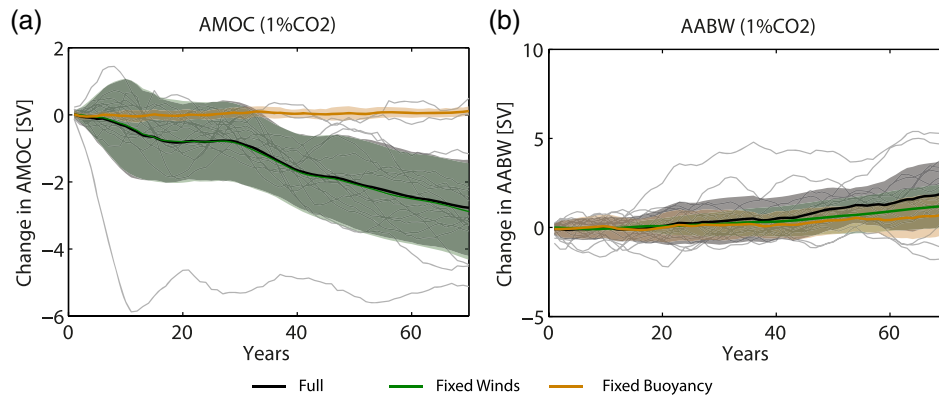 (a)
AMOC (1%CO2)
Change in AMOC [SV]
2
0
−2
−4
−6
0
20
40
60
Years
(b)
AABW (1%CO2)
Change in AABW [SV]
10
5
0
−5
0
20
40
60
Years
Full
Fixed Winds
Fixed Buoyancy